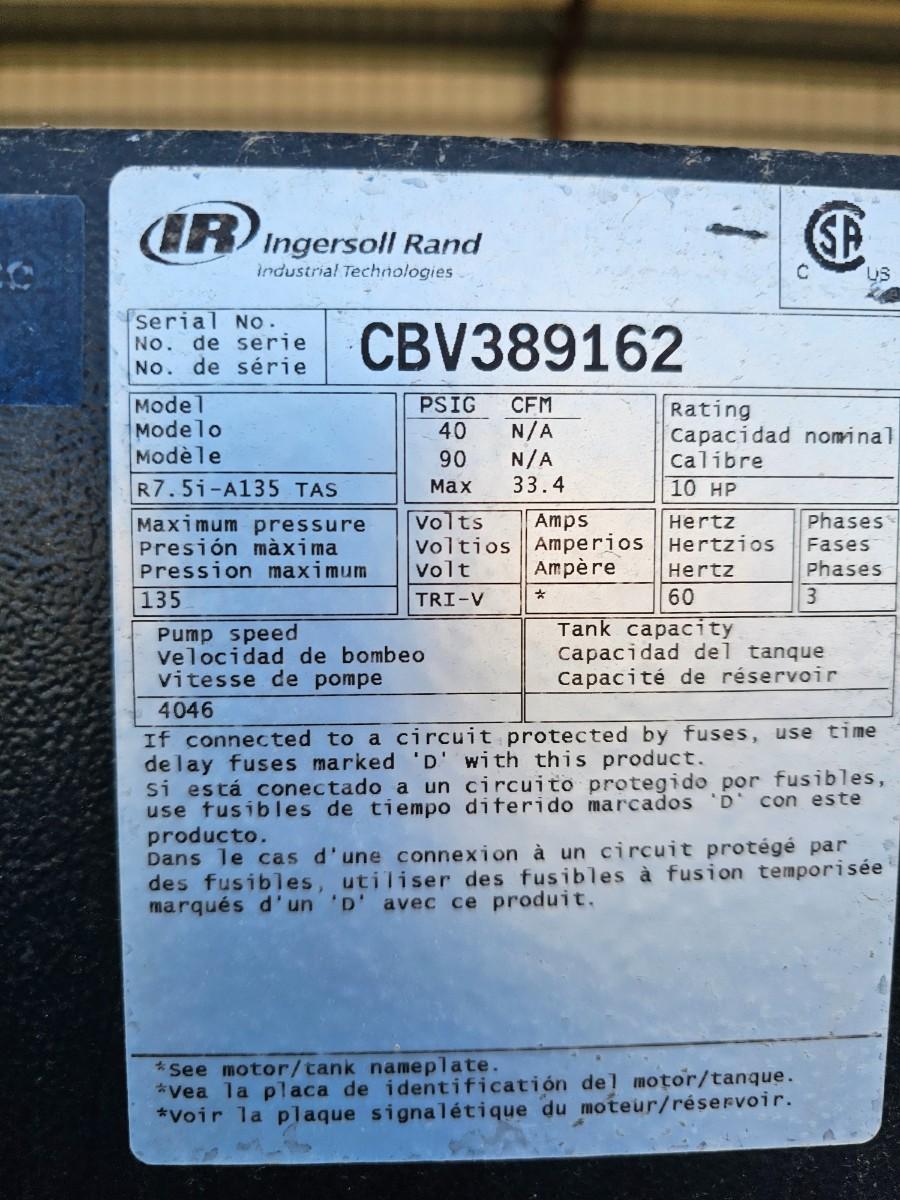 IR Ingersoll Rand
Industrial Technologies
C SA US
Serial No.
No. de serie
No. de série
CBV389162
Model
Modelo
Modèle
R7.5i-A135 TAS
PSIG CFM
40 N/A
90 N/A
Max 33.4
Rating
Capacidad nominal
Calibre
10 HP
Maximum pressure
Presión màxima
Pression maximum
135
Volts
Voltios
Volt
TRI-V
Amps
Amperios
Ampère
*
Hertz
Hertzios
Hertz
60
Phases
Fases
Phases
3
Pump speed
Velocidad de bombeo
Vitesse de pompe
4046
Tank capacity
Capacidad del tanque
Capacité de réservoir
If connected to a circuit protected by fuses, use time
delay fuses marked 'D' with this product.
Si está conectado a un circuito protegido por fusibles,
use fusibles de tiempo diferido marcados 'D' con este
producto.
Dans le cas d'une connexion à un circuit protégé par
des fusibles, utiliser des fusibles à fusion temporisée
marqués d'un 'D' avec ce produit.
*See motor/tank nameplate.
*Vea la placa de identificación del motor/tanque.
*Voir la plaque signalétique du moteur/réservoir.